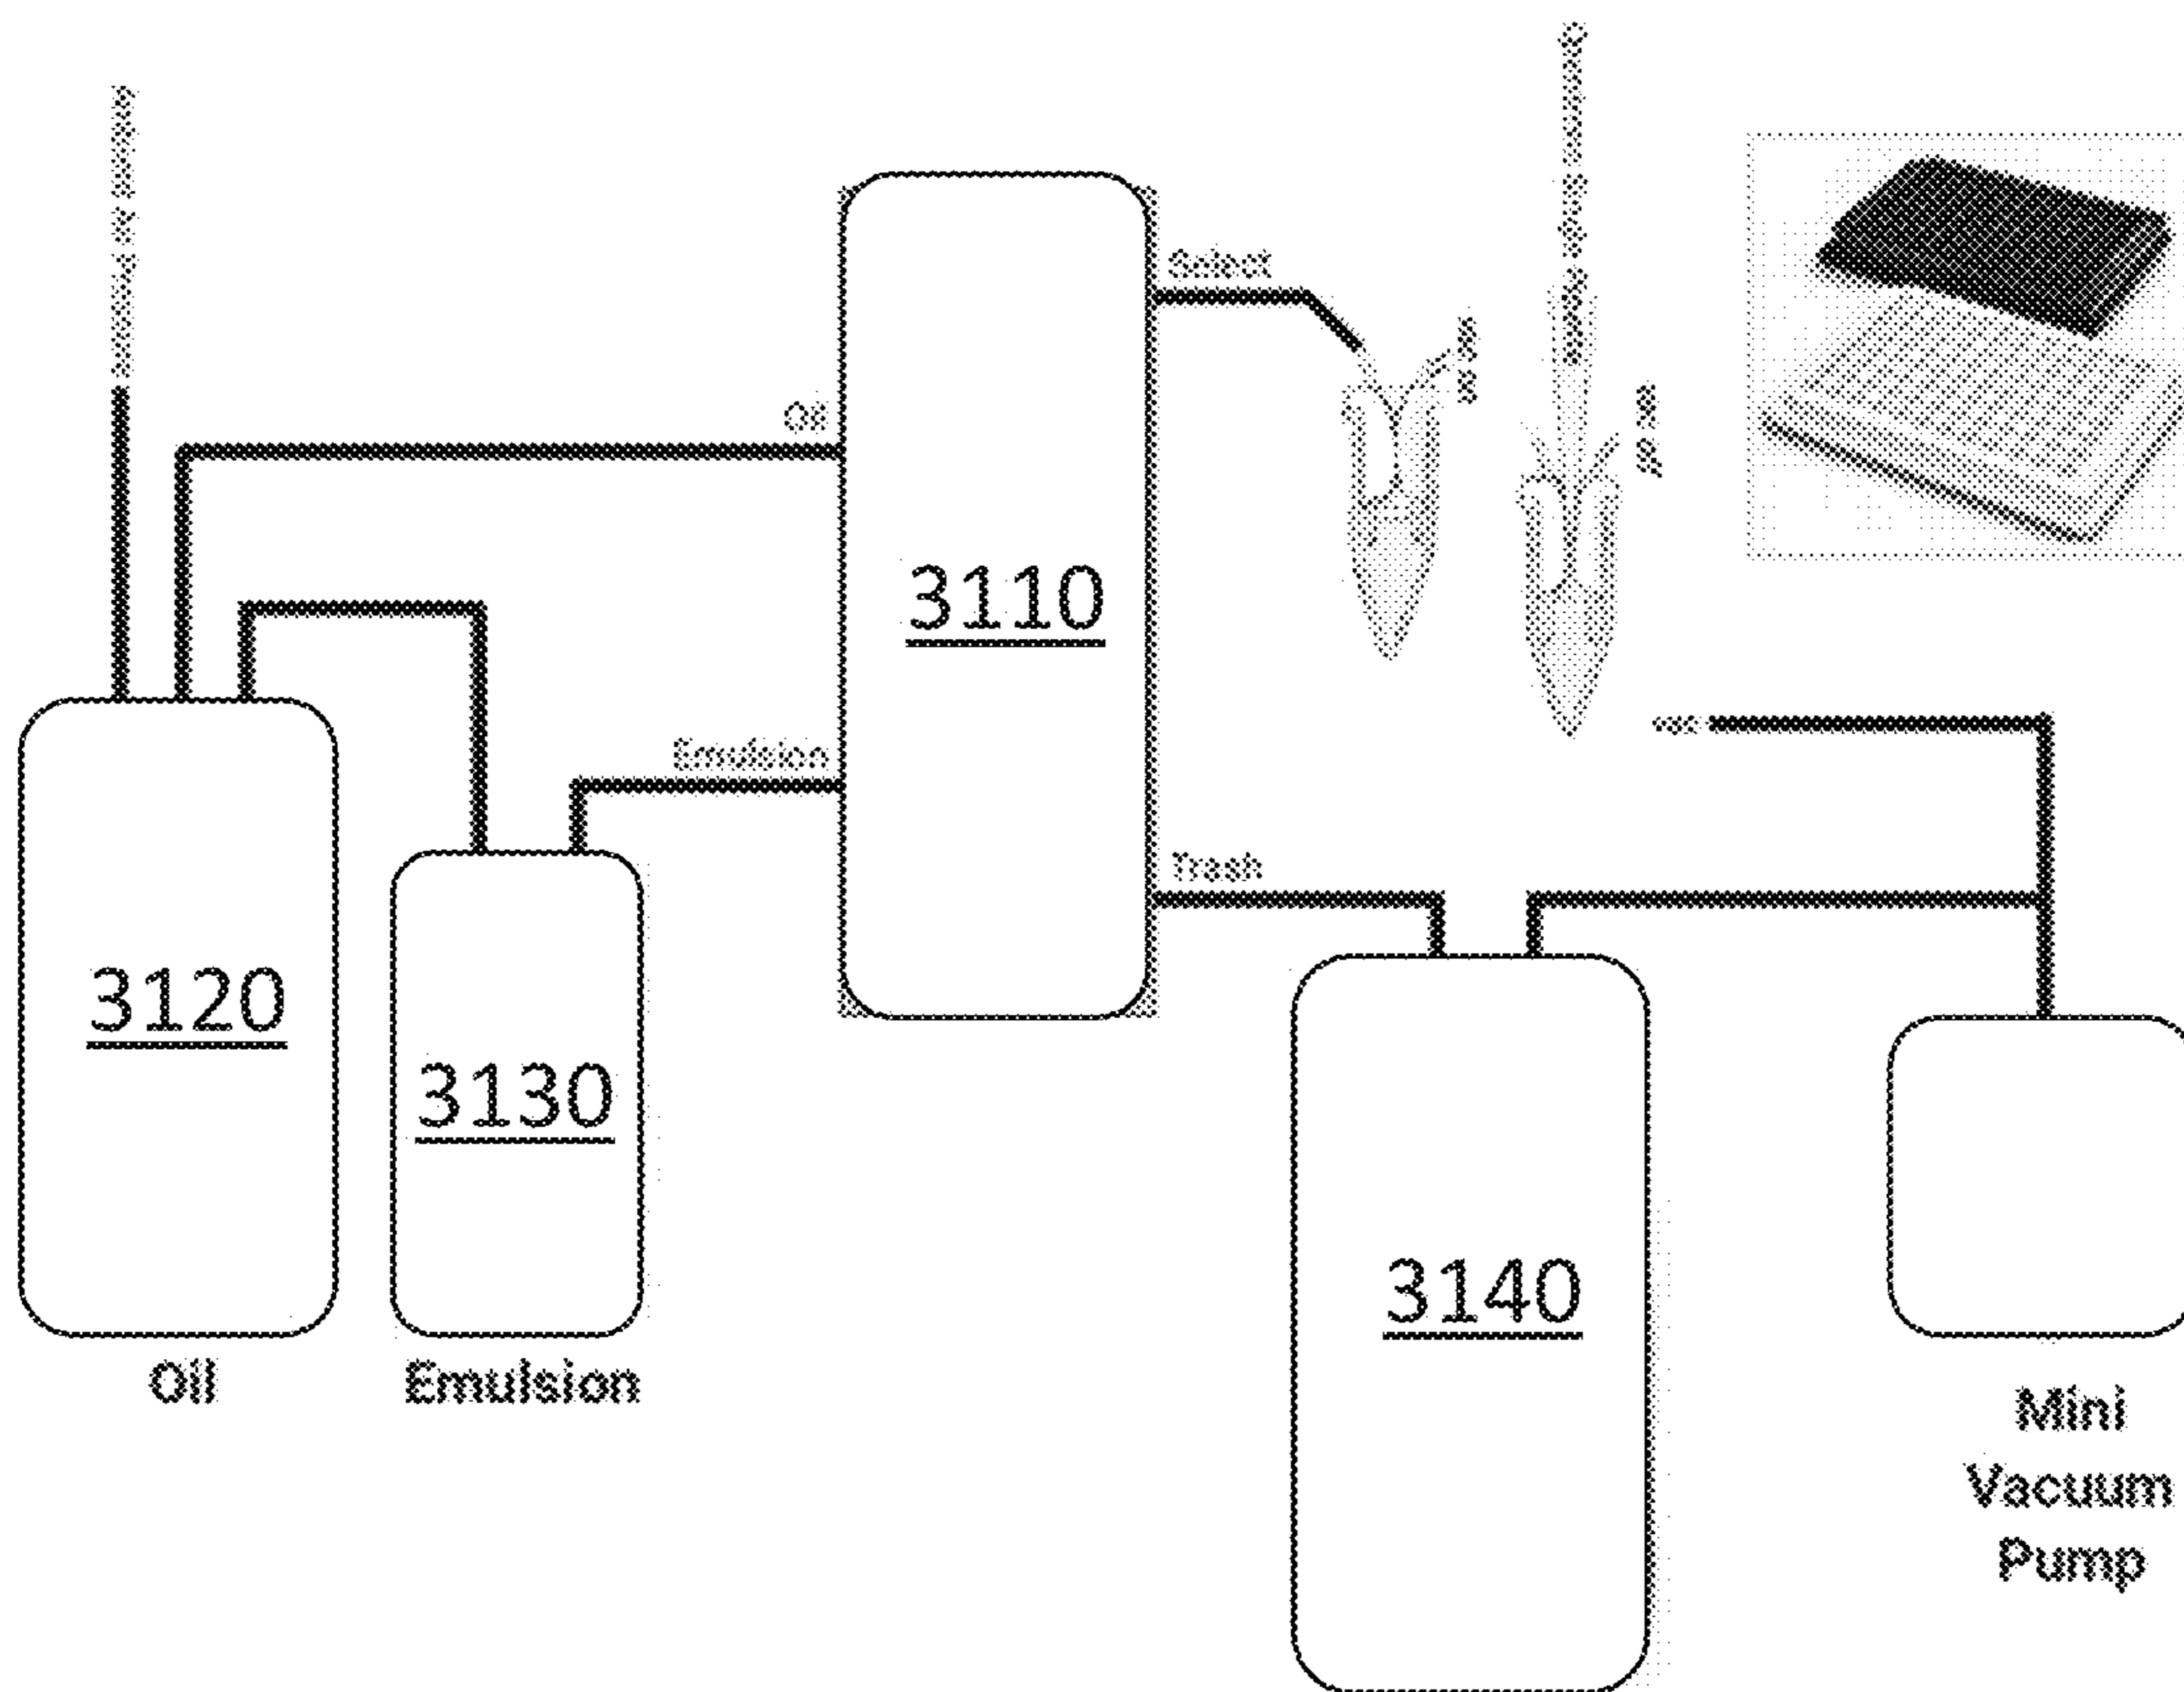 Select
Oil
3110
Emulsion
Trash
3120
3130
3140
Oil
Emulsion
Mini
Vacuum
Pump